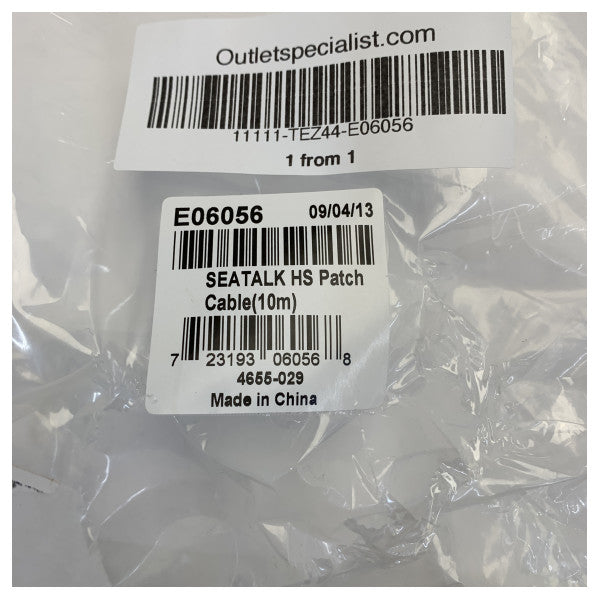 Outletspecialist.com
11111-TEZ44-E06056
1 from 1
E06056 09/04/13
SEATALK HS Patch
Cable(10m)
7 23193 06056 8
4655-029
Made in China